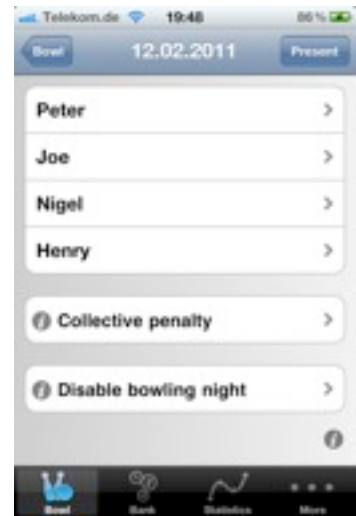 Telekom.de 19:48 86 %
Bowl 12.02.2011 Present
Peter
Joe
Nigel
Henry
Collective penalty
Disable bowling night
Bowl Bank Statistics More